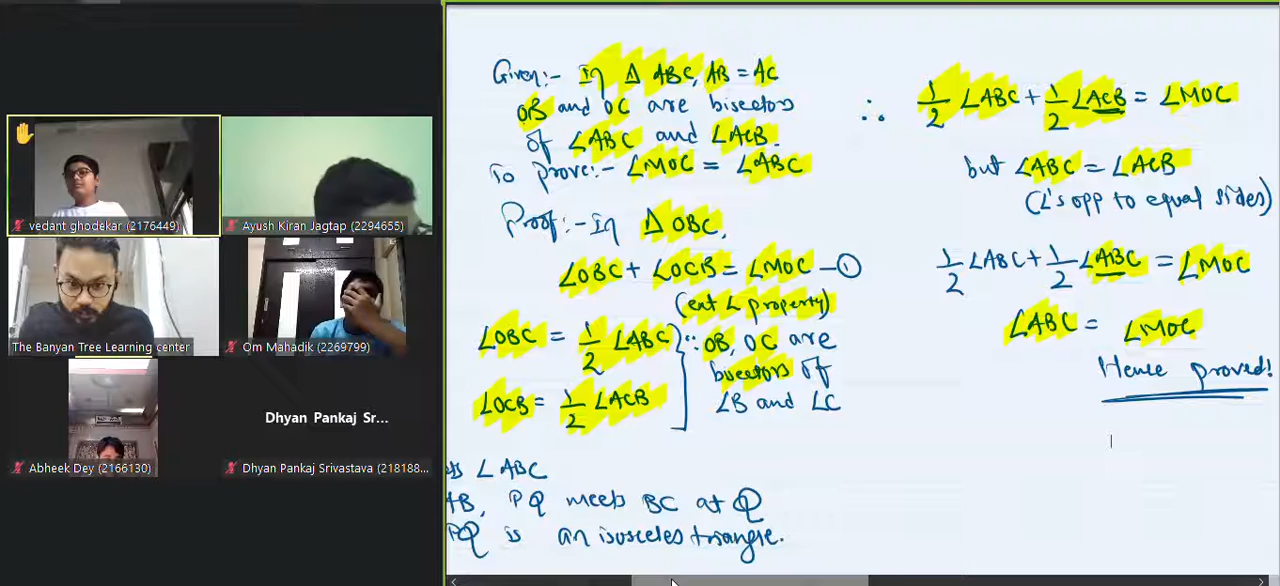 vedant ghodekar (2176449)
Ayush Kiran Jagtap (2294655)
The Banyan Tree Learning center
Om Mahadik (2269799)
Dhyan Pankaj Sr...
Abheek Dey (2166130)
Dhyan Pankaj Srivastava (218188...
Given:- In Δ ABC, AB = AC
OB and OC are bisectors
of ∠ABC and ∠ACB.
To prove:- ∠MOC = ∠ABC
Proof:- In Δ OBC,
∠OBC + ∠OCB = ∠MOC -①
(ext ∠ property)
∠OBC = 1/2 ∠ABC } ∵ OB, OC are
bisectors of
∠OCB = 1/2 ∠ACB ∠B and ∠C
∠ABC
AB, PQ meets BC at Q
PQ is an isosceles triangle.
∴ 1/2 ∠ABC + 1/2 ∠ACB = ∠MOC
but ∠ABC = ∠ACB
(∠'s opp to equal sides)
1/2 ∠ABC + 1/2 ∠ABC = ∠MOC
∠ABC = ∠MOC
Hence proved!